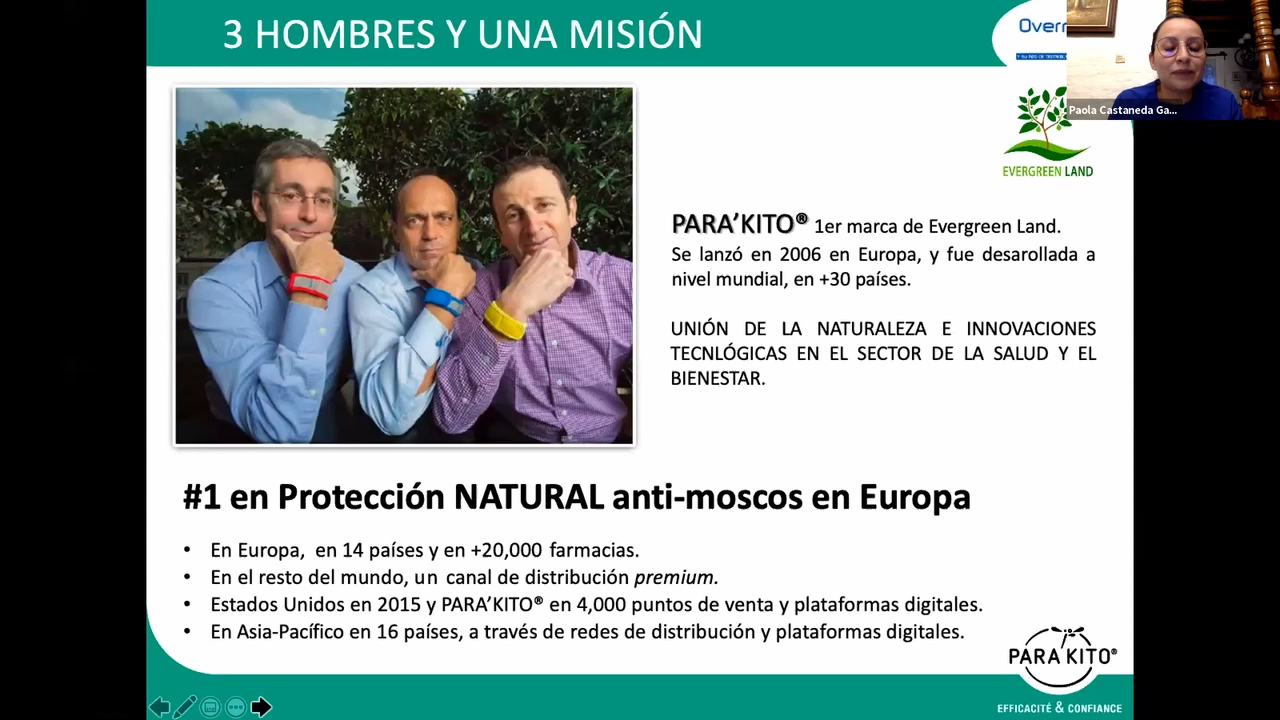 3 HOMBRES Y UNA MISIÓN
Paola Castaneda Ga...
EVERGREEN LAND
PARA’KITO® 1er marca de Evergreen Land.
Se lanzó en 2006 en Europa, y fue desarollada a
nivel mundial, en +30 países.
UNIÓN DE LA NATURALEZA E INNOVACIONES
TECNLÓGICAS EN EL SECTOR DE LA SALUD Y EL
BIENESTAR.
#1 en Protección NATURAL anti-moscos en Europa
• En Europa, en 14 países y en +20,000 farmacias.
• En el resto del mundo, un canal de distribución premium.
• Estados Unidos en 2015 y PARA’KITO® en 4,000 puntos de venta y plataformas digitales.
• En Asia-Pacífico en 16 países, a través de redes de distribución y plataformas digitales.
PARA KITO®
EFFICACITÉ & CONFIANCE